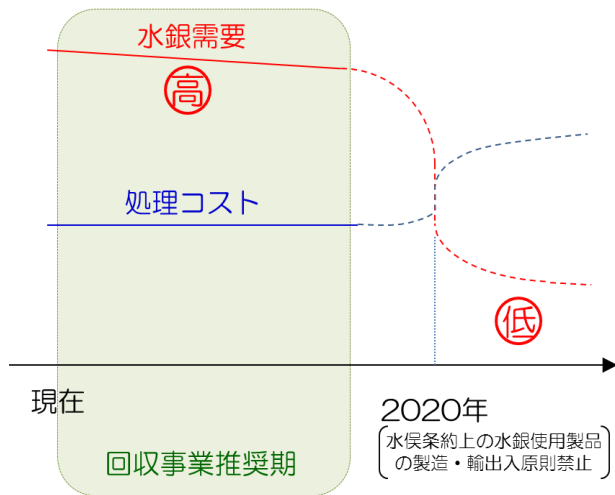 水銀需要
高
処理コスト
低
現在
2020年
水俣条約上の水銀使用製品
の製造・輸出入原則禁止
回収事業推奨期